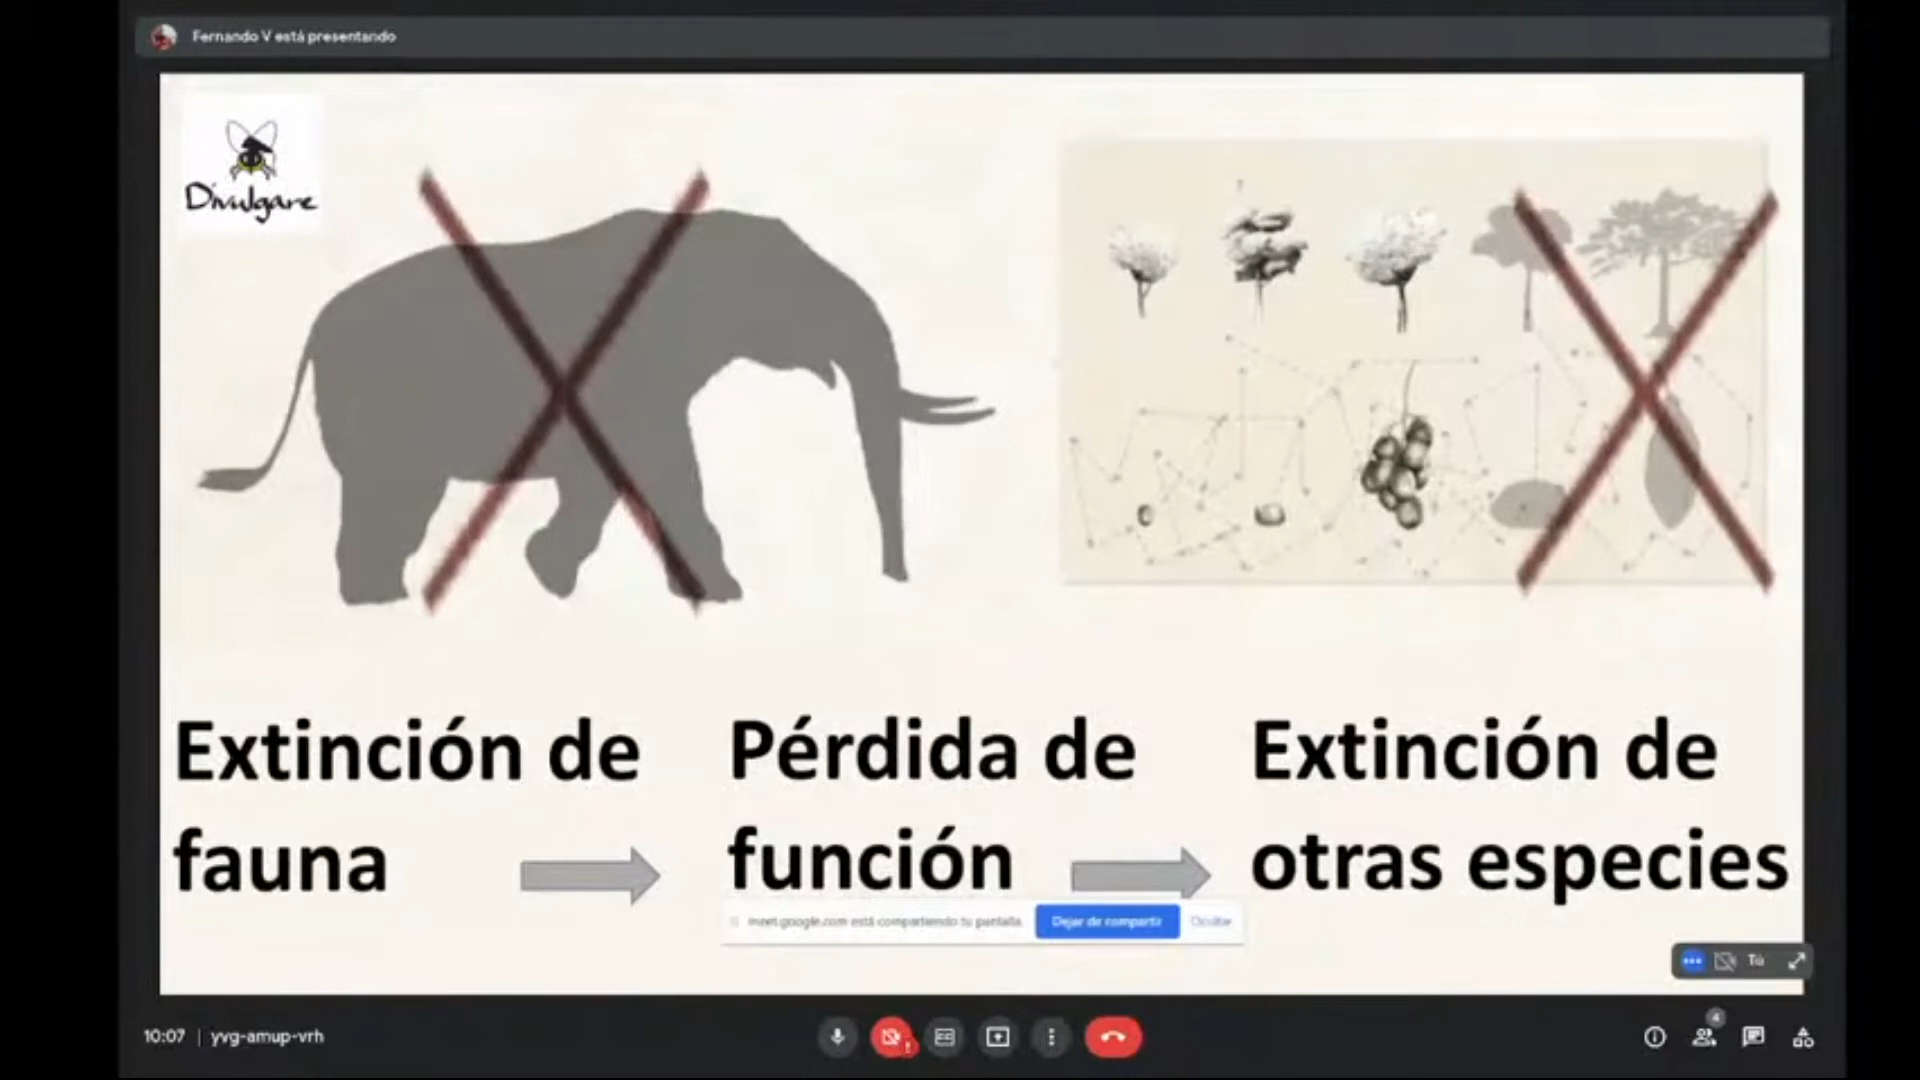 Fernando V está presentando
Divulgare
Extinción de
fauna
Pérdida de
función
Extinción de
otras especies
meet.google.com está compartiendo tu pantalla.
Dejar de compartir
Ocultar
Tú
10:07 | yvg-amup-vrh
4